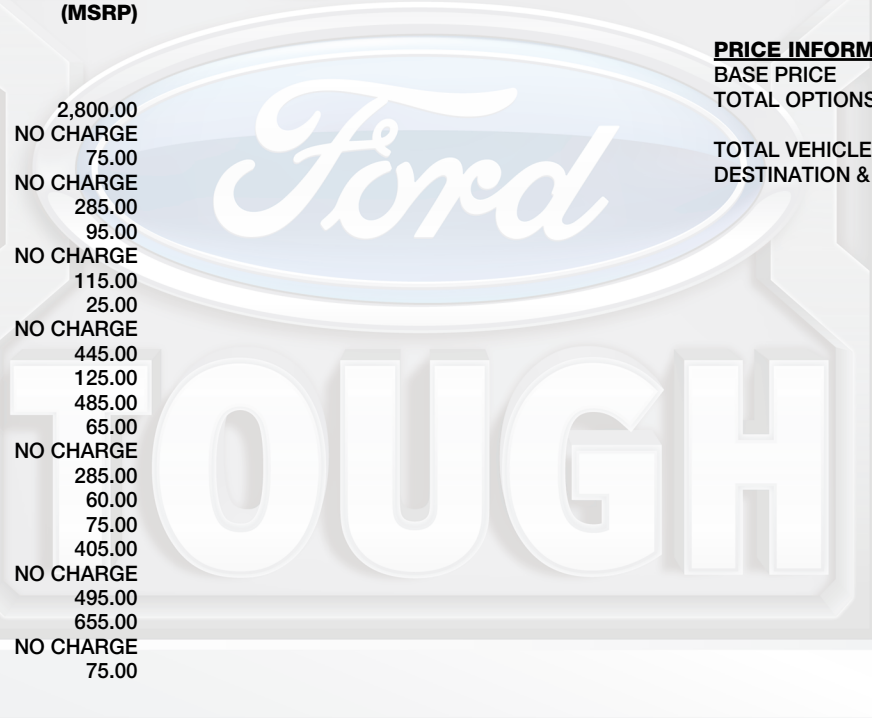 (MSRP)
2,800.00
NO CHARGE
75.00
NO CHARGE
285.00
95.00
NO CHARGE
115.00
25.00
NO CHARGE
445.00
125.00
485.00
65.00
NO CHARGE
285.00
60.00
75.00
405.00
NO CHARGE
495.00
655.00
NO CHARGE
75.00
PRICE INFORM
BASE PRICE
TOTAL OPTIONS
TOTAL VEHICLE
DESTINATION &
Ford
TOUGH